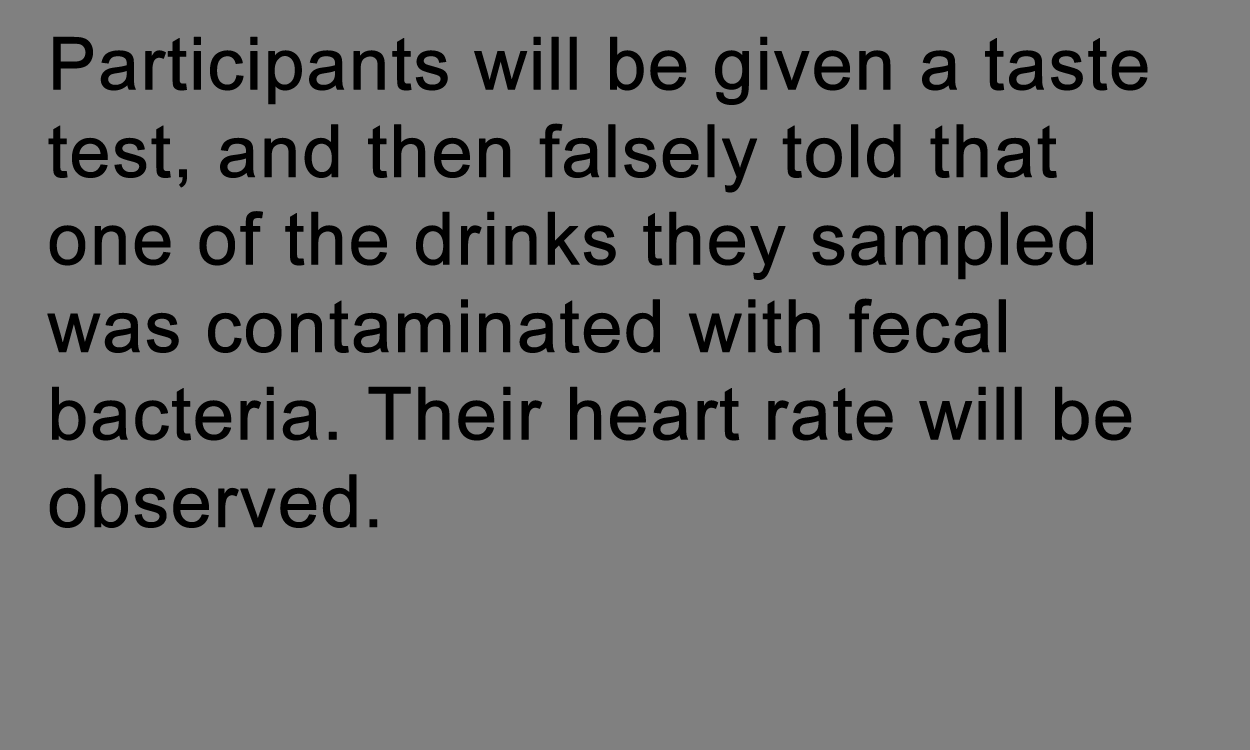 Participants will be given a taste
test, and then falsely told that
one of the drinks they sampled
was contaminated with fecal
bacteria. Their heart rate will be
observed.